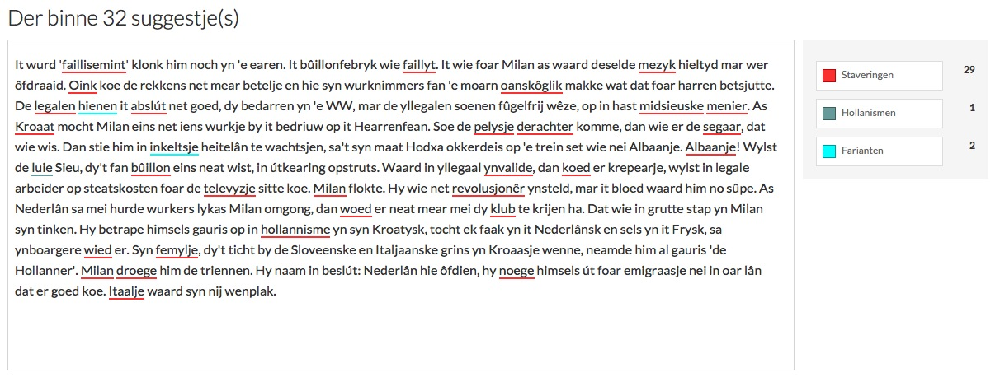 Der binne 32 suggestje(s)
It wurd 'faillisemint' klonk him noch yn 'e earen. It bûillonfebryk wie faillyt. It wie foar Milan as waard deselde mezyk hieltyd mar wer
ôfdraaid. Oink koe de rekkens net mear betelje en hie syn wurknimmers fan 'e moarn oanskôglik makke wat dat foar harren betsjutte.
De legalen hienen it abslút net goed, dy bedarren yn 'e WW, mar de yllegalen soenen fûgelfrij wêze, op in hast midsieuske menier. As
Kroaat mocht Milan eins net iens wurkje by it bedriuw op it Hearrenfean. Soe de pelysje derachter komme, dan wie er de segaar, dat
wie wis. Dan stie him in inkeltsje heitelân te wachtsjen, sa't syn maat Hodxa okkerdeis op 'e trein set wie nei Albaanje. Albaanje! Wylst
de luie Sieu, dy't fan bûillon eins neat wist, in útkearing opstruts. Waard in yllegaal ynvalide, dan koed er krepearje, wylst in legale
arbeider op steatskosten foar de televyzje sitte koe. Milan flokte. Hy wie net revolusjonêr ynsteld, mar it bloed waard him no sûpe. As
Nederlân sa mei hurde wurkers lykas Milan omgong, dan woed er neat mear mei dy klub te krijen ha. Dat wie in grutte stap yn Milan
syn tinken. Hy betrape himsels gauris op in hollannisme yn syn Kroatysk, tocht ek faak yn it Nederlânsk en sels yn it Frysk, sa
ynboargere wied er. Syn femylje, dy't ticht by de Sloveenske en Italjaanske grins yn Kroaasje wenne, neamde him al gauris 'de
Hollanner'. Milan droege him de triennen. Hy naam in beslút: Nederlân hie ôfdien, hy noege himsels út foar emigraasje nei in oar lân
dat er goed koe. Itaalje waard syn nij wenplak.
Staveringen 29
Hollanismen 1
Farianten 2